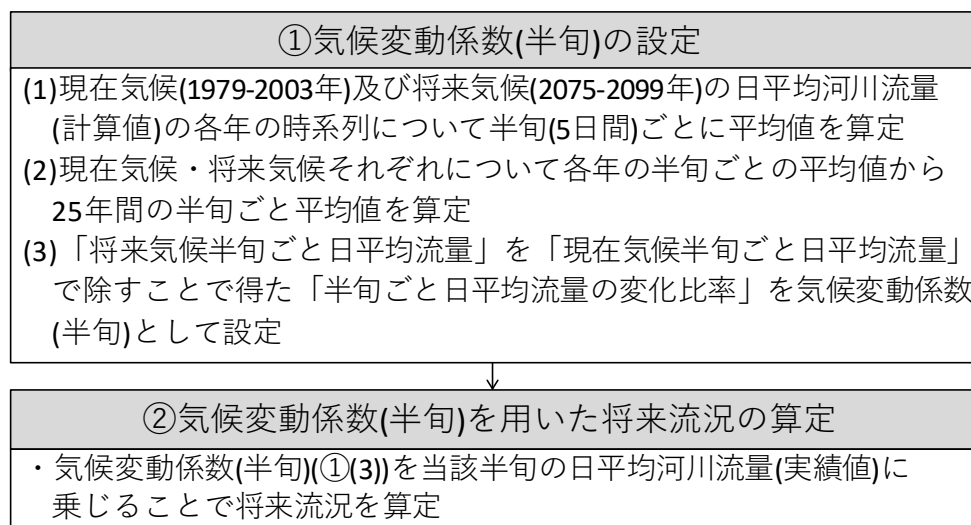 ①気候変動係数(半旬)の設定
(1)現在気候(1979-2003年)及び将来気候(2075-2099年)の日平均河川流量
(計算値)の各年の時系列について半旬(5日間)ごとに平均値を算定
(2)現在気候・将来気候それぞれについて各年の半旬ごとの平均値から
25年間の半旬ごと平均値を算定
(3)「将来気候半旬ごと日平均流量」を「現在気候半旬ごと日平均流量」
で除すことで得た「半旬ごと日平均流量の変化比率」を気候変動係数
(半旬)として設定
②気候変動係数(半旬)を用いた将来流況の算定
・気候変動係数(半旬)(①(3))を当該半旬の日平均河川流量(実績値)に
乗じることで将来流況を算定